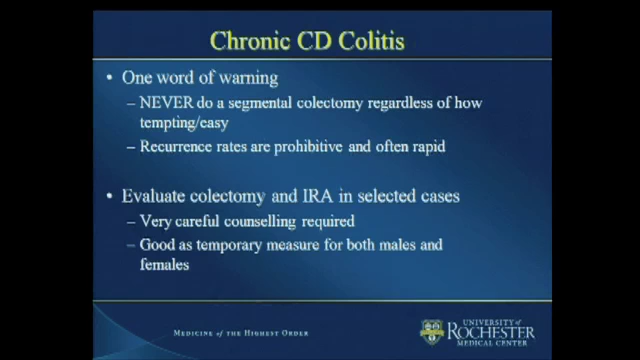 Chronic CD Colitis
• One word of warning
– NEVER do a segmental colectomy regardless of how
tempting/easy
– Recurrence rates are prohibitive and often rapid
• Evaluate colectomy and IRA in selected cases
– Very careful counselling required
– Good as temporary measure for both males and
females
MEDICINE of THE HIGHEST ORDER
UNIVERSITY of
ROCHESTER
MEDICAL CENTER